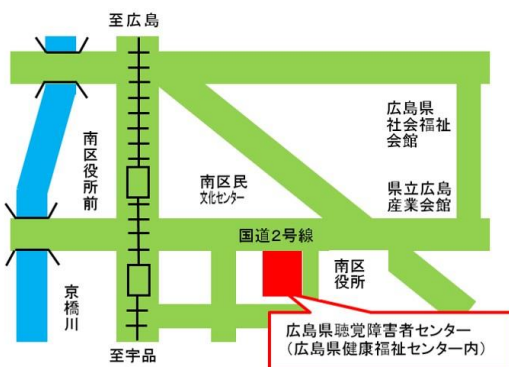 至広島
広島県
社会福祉
会館
南区役所前
南区民
文化センター
県立広島
産業会館
国道2号線
南区
役所
京橋川
広島県聴覚障害者センター
（広島県健康福祉センター内）
至宇品